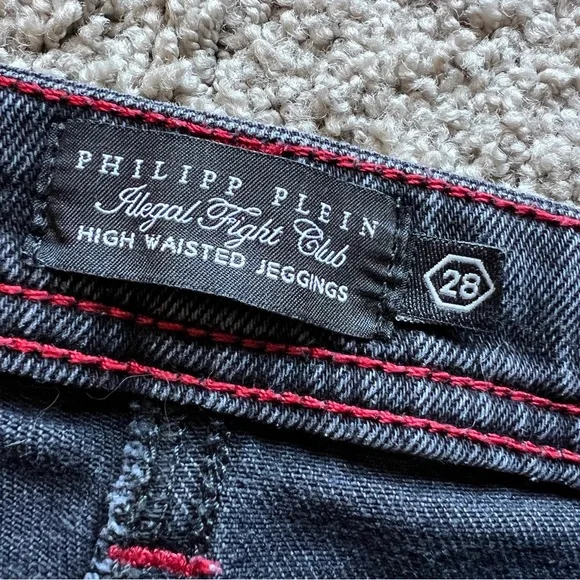 PHILIPP PLEIN
Illegal Fight Club
HIGH WAISTED JEGGINGS
28